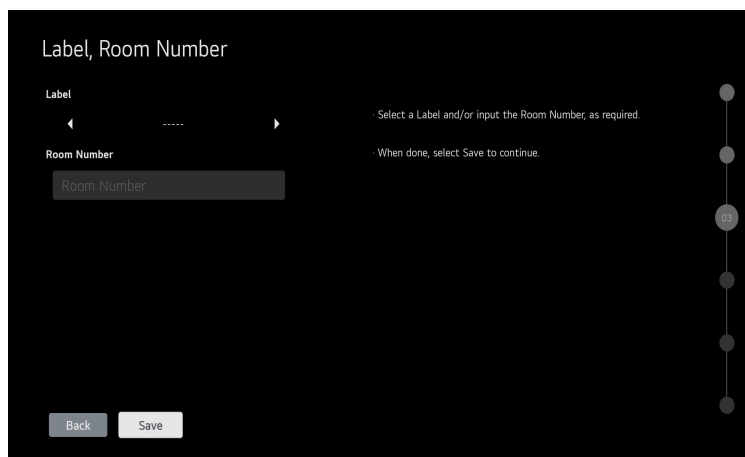 Label, Room Number
Label
-----
· Select a Label and/or input the Room Number, as required.
Room Number
· When done, select Save to continue.
Room Number
03
Back
Save